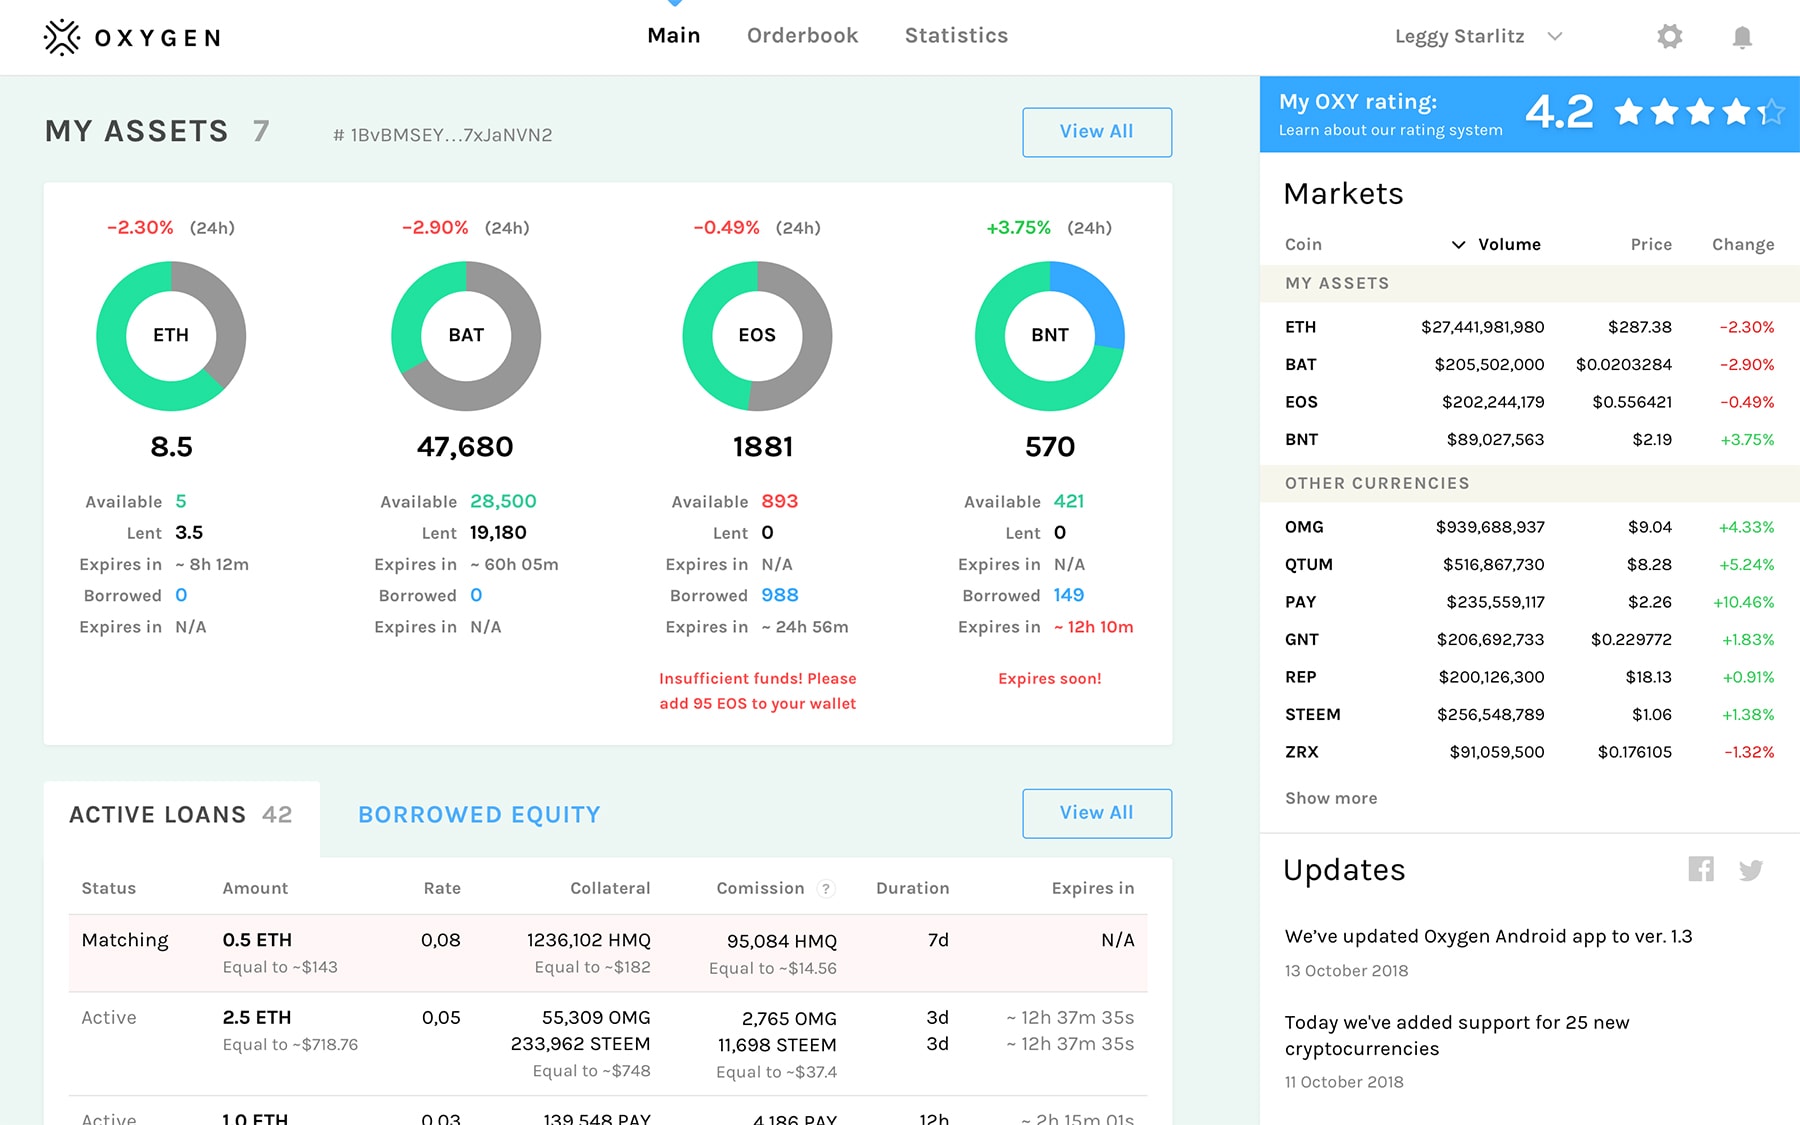 OXYGEN
Main Orderbook Statistics
Leggy Starlitz
MY ASSETS 7 # 1BvBMSEY...7xJaNVN2 View All
−2.30% (24h) −2.90% (24h) −0.49% (24h) +3.75% (24h)
ETH BAT EOS BNT
8.5 47,680 1881 570
Available 5 Available 28,500 Available 893 Available 421
Lent 3.5 Lent 19,180 Lent 0 Lent 0
Expires in ~ 8h 12m Expires in ~ 60h 05m Expires in N/A Expires in N/A
Borrowed 0 Borrowed 0 Borrowed 988 Borrowed 149
Expires in N/A Expires in N/A Expires in ~ 24h 56m Expires in ~ 12h 10m
Insufficient funds! Please Expires soon!
add 95 EOS to your wallet
ACTIVE LOANS 42 BORROWED EQUITY View All
Status Amount Rate Collateral Comission ? Duration Expires in
Matching 0.5 ETH 0,08 1236,102 HMQ 95,084 HMQ 7d N/A
Equal to ~$143 Equal to ~$182 Equal to ~$14.56
Active 2.5 ETH 0,05 55,309 OMG 2,765 OMG 3d ~ 12h 37m 35s
Equal to ~$718.76 233,962 STEEM 11,698 STEEM 3d ~ 12h 37m 35s
Equal to ~$748 Equal to ~$37.4
Active 1.0 ETH 0,03 139,548 PAY 4,186 PAY 12h ~ 2h 15m 01s
My OXY rating: 4.2
Learn about our rating system
Markets
Coin Volume Price Change
MY ASSETS
ETH $27,441,981,980 $287.38 −2.30%
BAT $205,502,000 $0.0203284 −2.90%
EOS $202,244,179 $0.556421 −0.49%
BNT $89,027,563 $2.19 +3.75%
OTHER CURRENCIES
OMG $939,688,937 $9.04 +4.33%
QTUM $516,867,730 $8.28 +5.24%
PAY $235,559,117 $2.26 +10.46%
GNT $206,692,733 $0.229772 +1.83%
REP $200,126,300 $18.13 +0.91%
STEEM $256,548,789 $1.06 +1.38%
ZRX $91,059,500 $0.176105 −1.32%
Show more
Updates
We’ve updated Oxygen Android app to ver. 1.3
13 October 2018
Today we've added support for 25 new
cryptocurrencies
11 October 2018